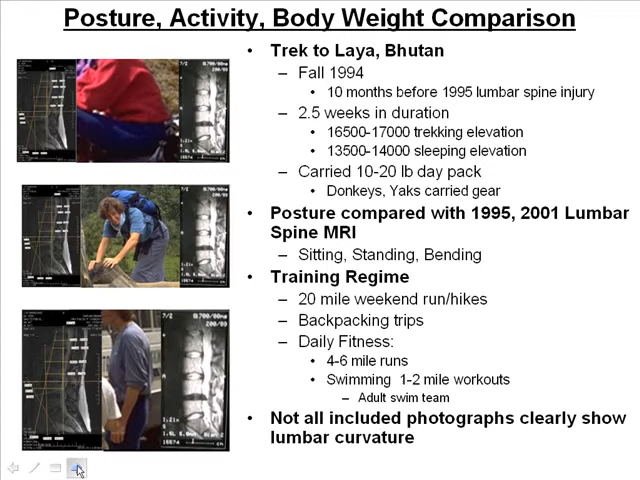 Posture, Activity, Body Weight Comparison
• Trek to Laya, Bhutan
– Fall 1994
• 10 months before 1995 lumbar spine injury
– 2.5 weeks in duration
• 16500-17000 trekking elevation
• 13500-14000 sleeping elevation
– Carried 10-20 lb day pack
• Donkeys, Yaks carried gear
• Posture compared with 1995, 2001 Lumbar
Spine MRI
– Sitting, Standing, Bending
• Training Regime
– 20 mile weekend run/hikes
– Backpacking trips
– Daily Fitness:
• 4-6 mile runs
• Swimming 1-2 mile workouts
– Adult swim team
• Not all included photographs clearly show
lumbar curvature